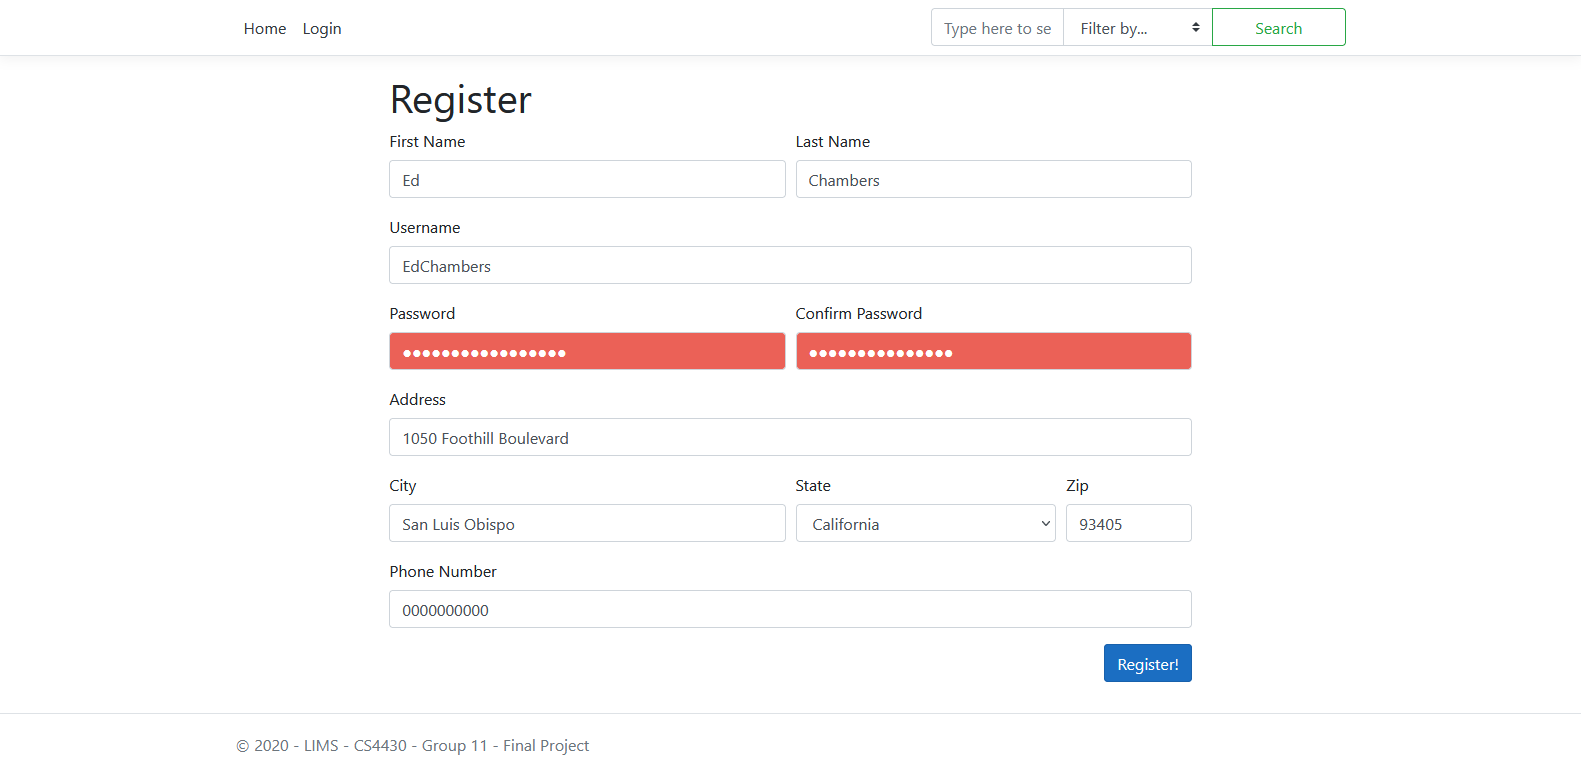 Home Login Type here to se Filter by... Search
Register
First Name Last Name
Ed Chambers
Username
EdChambers
Password Confirm Password
●●●●●●●●●●●●●●●●● ●●●●●●●●●●●●●●●
Address
1050 Foothill Boulevard
City State Zip
San Luis Obispo California 93405
Phone Number
0000000000
Register!
© 2020 - LIMS - CS4430 - Group 11 - Final Project